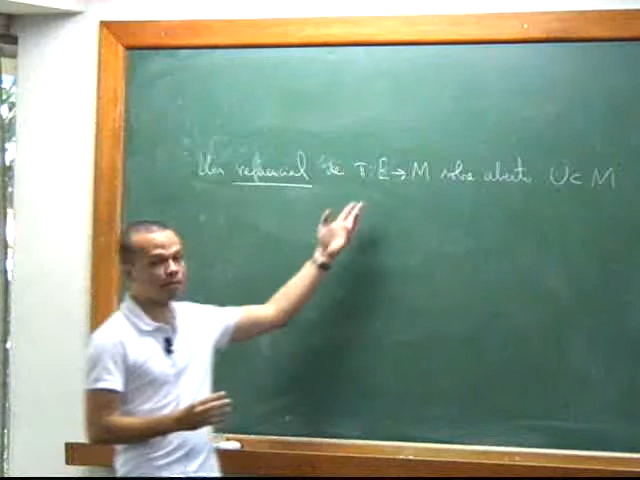 Um referencial de π: E → M sobre aberto U ⊂ M